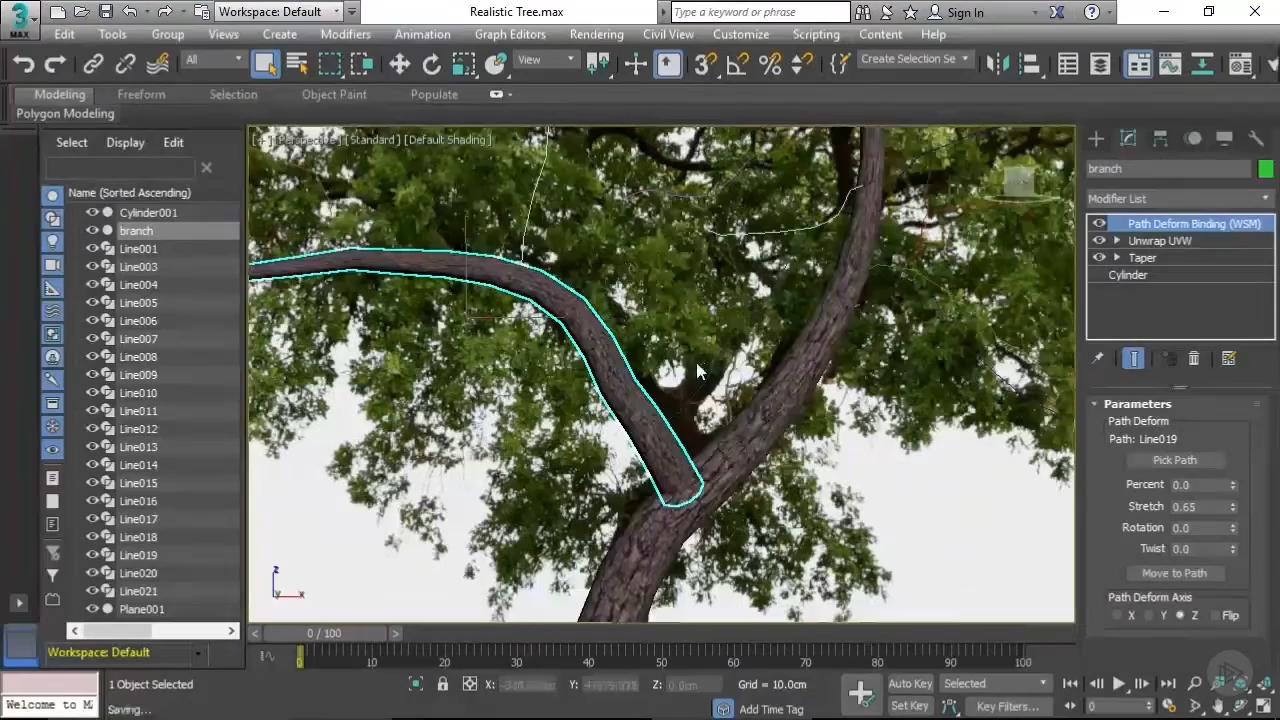 Workspace: Default
Realistic Tree.max
Type a keyword or phrase
Sign In
MAX
Edit Tools Group Views Create Modifiers Animation Graph Editors Rendering Civil View Customize Scripting Content Help
All
View
Create Selection Se
Modeling Freeform Selection Object Paint Populate
Polygon Modeling
Select Display Edit
[+] [Perspective] [Standard] [Default Shading]
branch
Modifier List
Name (Sorted Ascending)
Cylinder001
branch
Line001
Line003
Line004
Line005
Line006
Line007
Line008
Line009
Line010
Line011
Line012
Line013
Line014
Line015
Line016
Line017
Line018
Line019
Line020
Line021
Plane001
Path Deform Binding (WSM)
Unwrap UVW
Taper
Cylinder
Parameters
Path Deform
Path: Line019
Pick Path
Percent 0.0
Stretch 0.65
Rotation 0.0
Twist 0.0
Move to Path
Path Deform Axis
X Y Z Flip
z
x
0 / 100
Workspace: Default
0 10 20 30 40 50 60 70 80 90 100
1 Object Selected
X:
Y:
Z: 0.0cm
Grid = 10.0cm
Auto Key
Selected
Welcome to M
Saving...
Add Time Tag
Set Key
Key Filters...
0